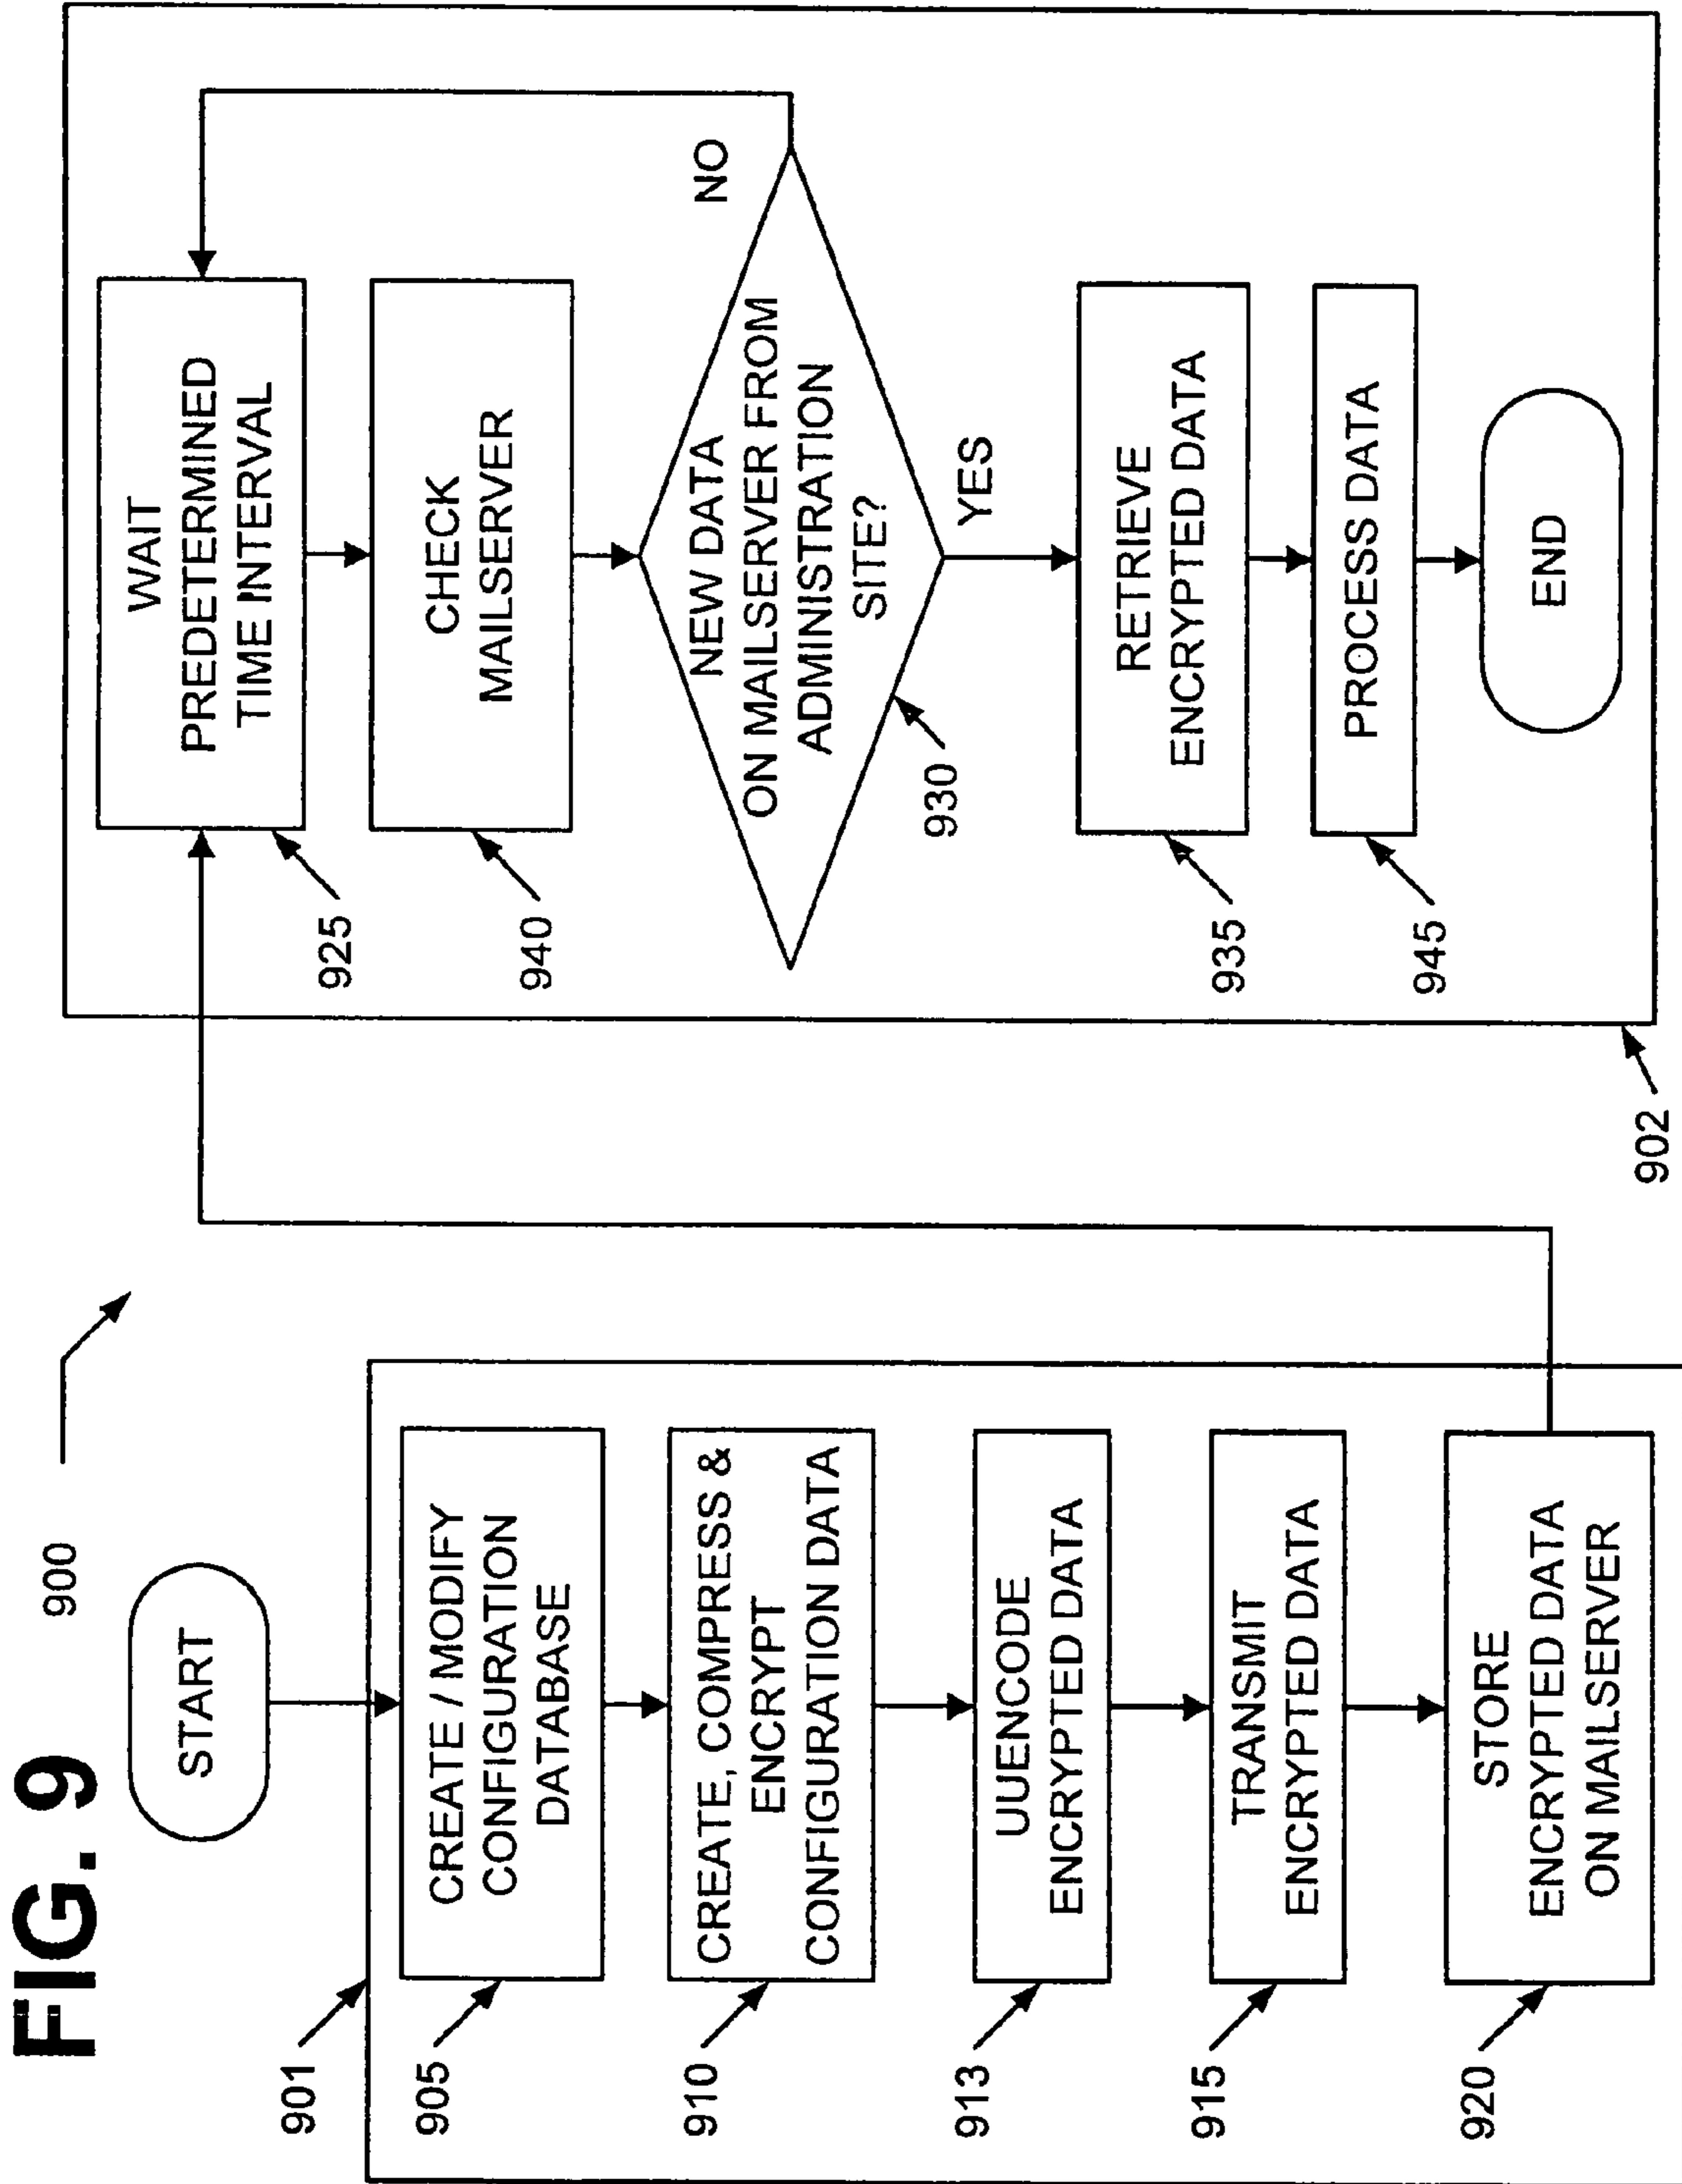 FIG. 9
900
START
901
905
CREATE / MODIFY
CONFIGURATION
DATABASE
910
CREATE, COMPRESS &
ENCRYPT
CONFIGURATION DATA
913
UUENCODE
ENCRYPTED DATA
915
TRANSMIT
ENCRYPTED DATA
920
STORE
ENCRYPTED DATA
ON MAILSERVER
902
925
WAIT
PREDETERMINED
TIME INTERVAL
940
CHECK
MAILSERVER
930
NEW DATA
ON MAILSERVER FROM
ADMINISTRATION
SITE?
NO
YES
935
RETRIEVE
ENCRYPTED DATA
945
PROCESS DATA
END